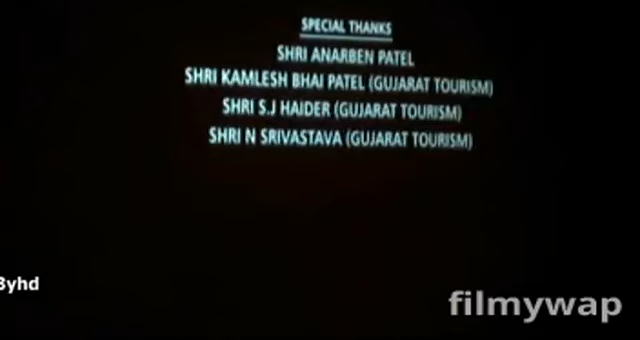 SPECIAL THANKS
SHRI ANARBEN PATEL
SHRI KAMLESH BHAI PATEL (GUJARAT TOURISM)
SHRI S.J HAIDER (GUJARAT TOURISM)
SHRI N SRIVASTAVA (GUJARAT TOURISM)
filmywap